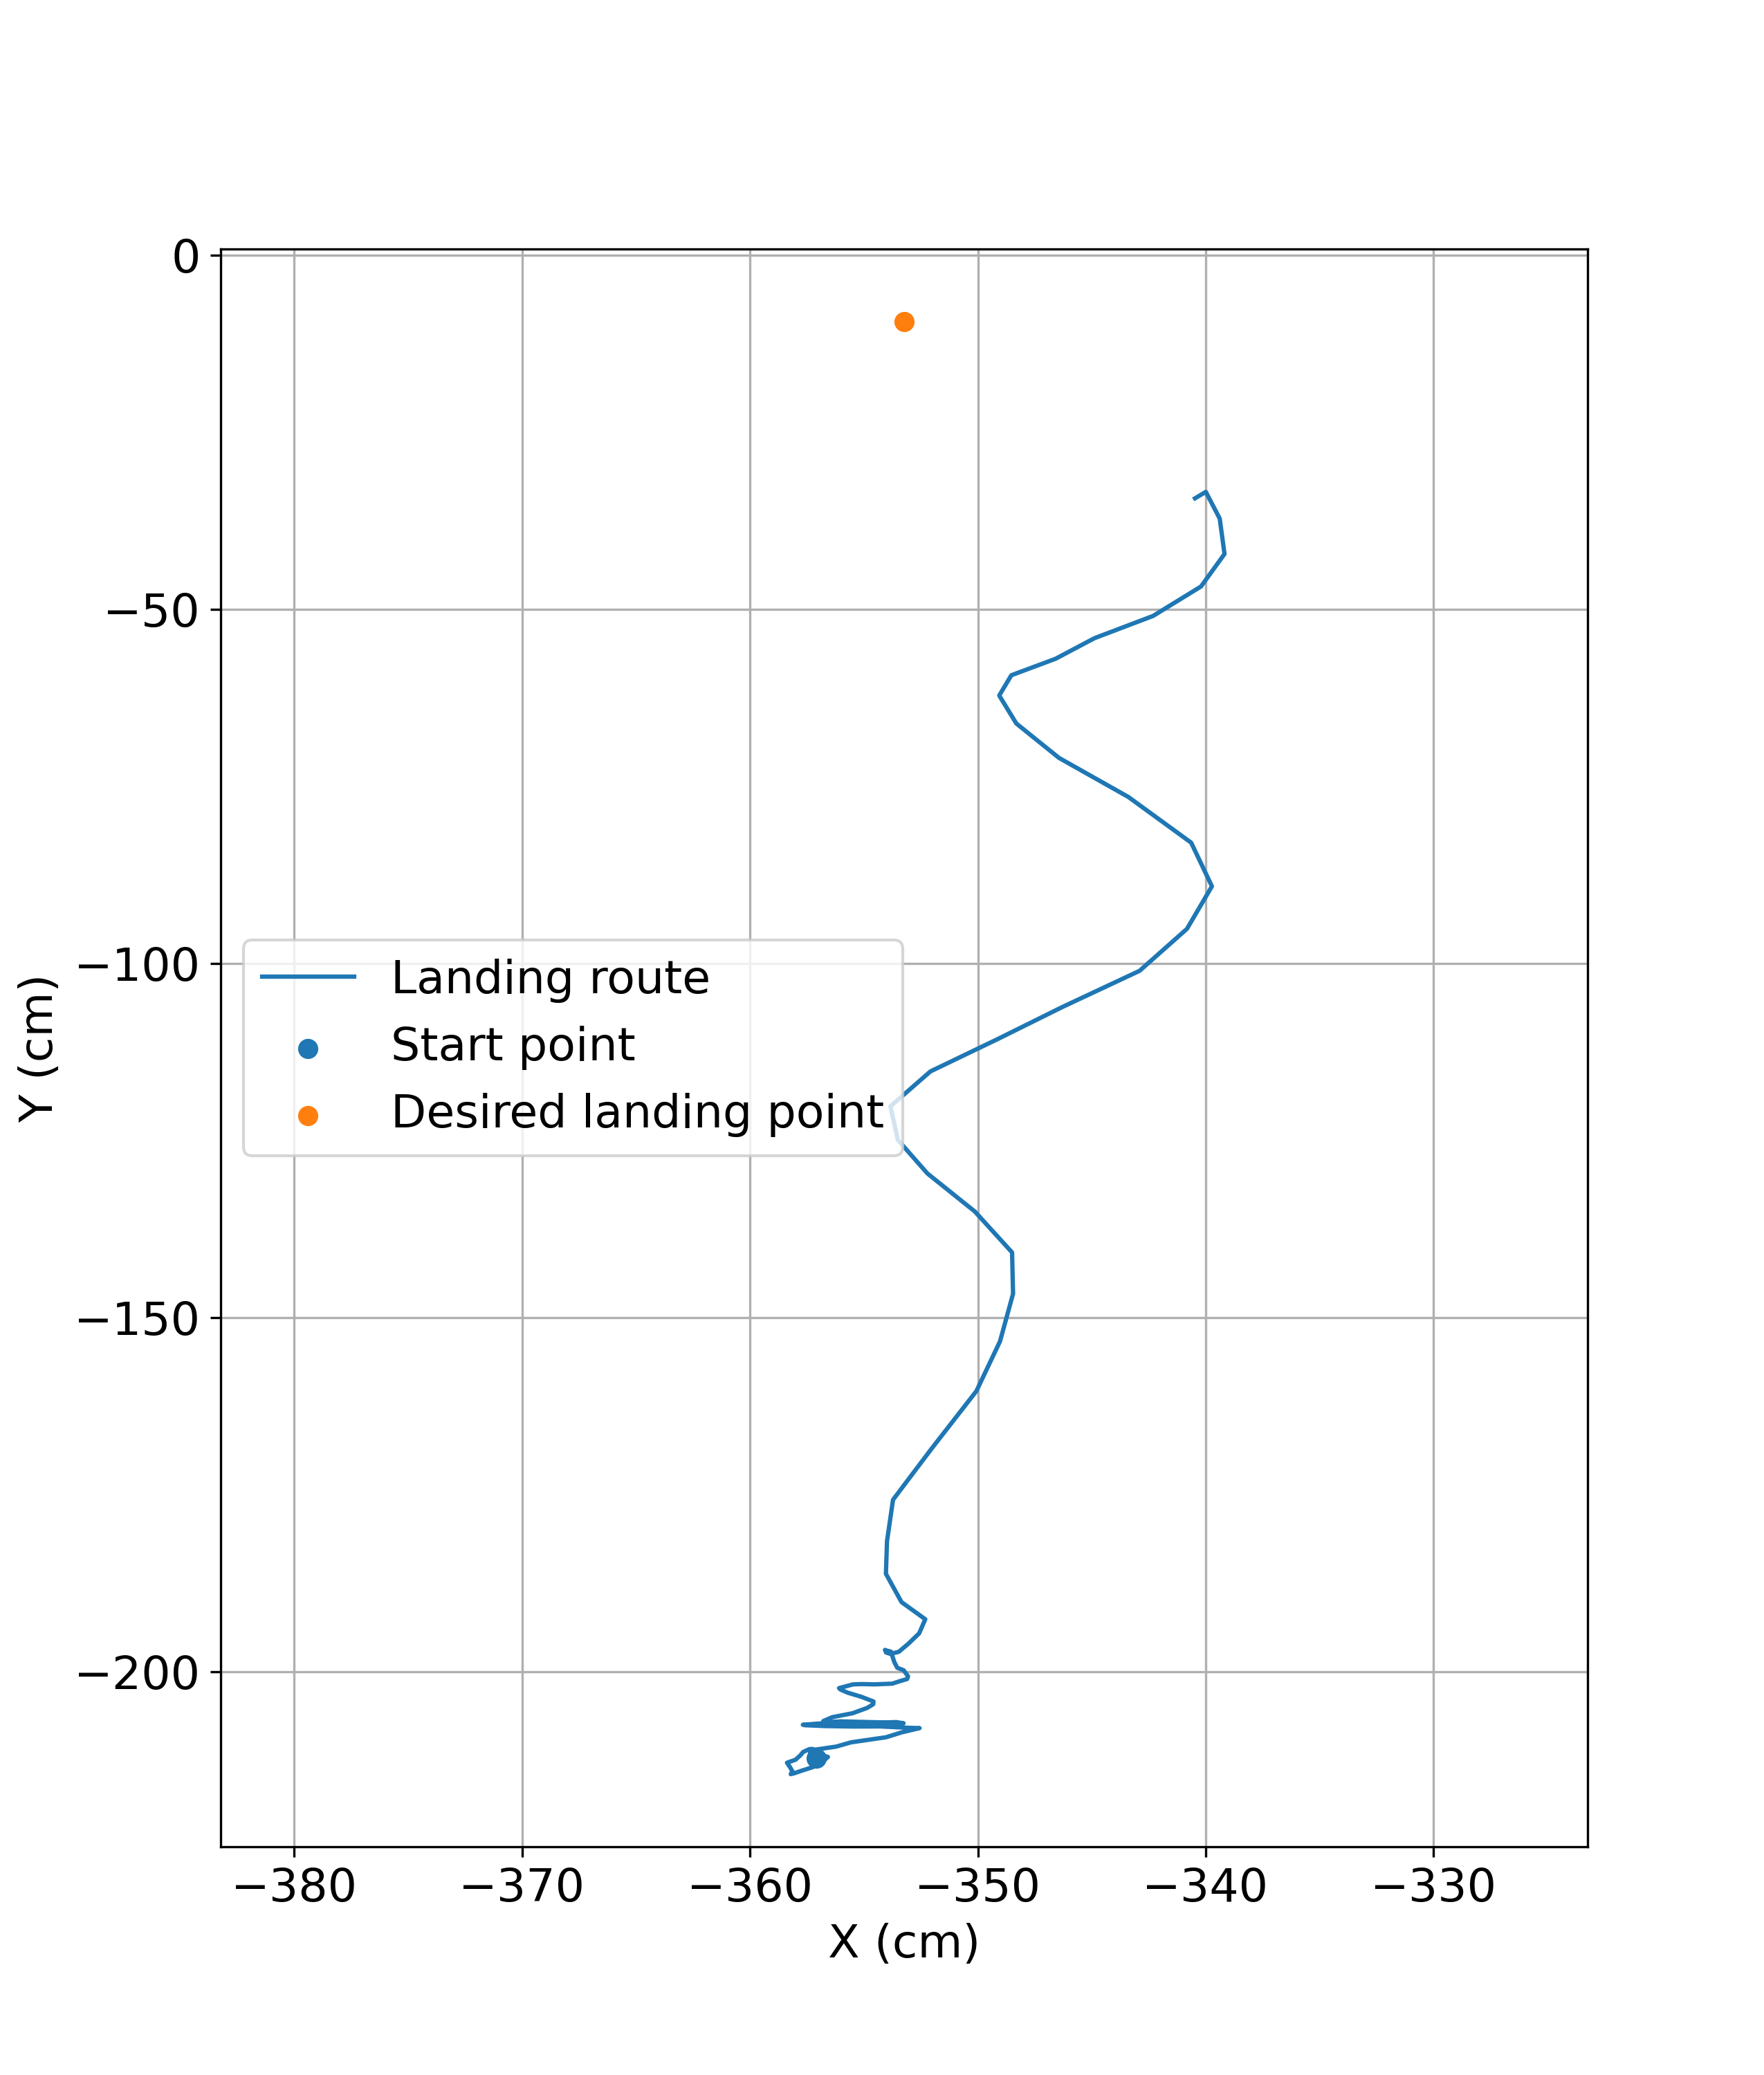 0
−50
−100
−150
−200
Y (cm)
Landing route
Start point
Desired landing point
−380 −370 −360 −350 −340 −330
X (cm)